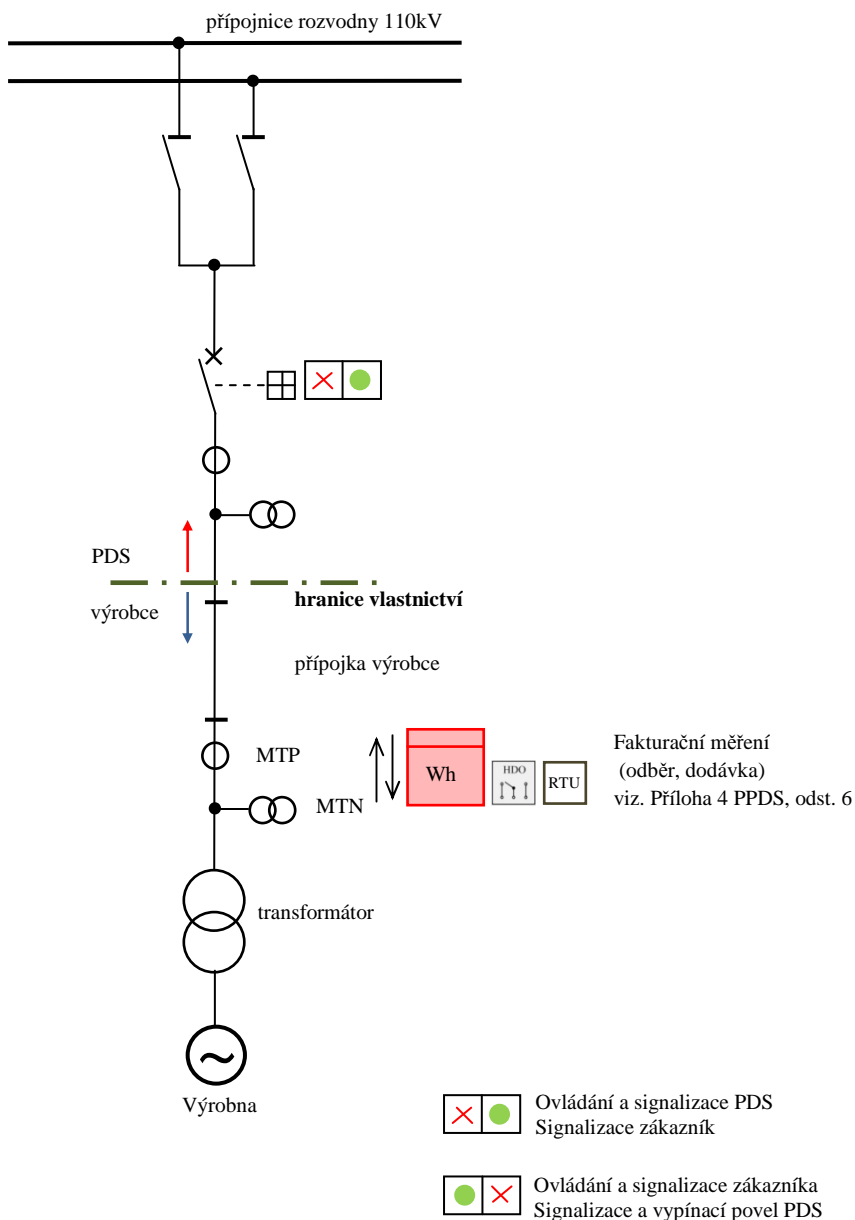 přípojnice rozvodny 110kV
PDS
výrobce
hranice vlastnictví
přípojka výrobce
MTP
MTN
Wh
HDO
RTU
Fakturační měření
(odběr, dodávka)
viz. Příloha 4 PPDS, odst. 6
transformátor
Výrobna
Ovládání a signalizace PDS
Signalizace zákazník
Ovládání a signalizace zákazníka
Signalizace a vypínací povel PDS